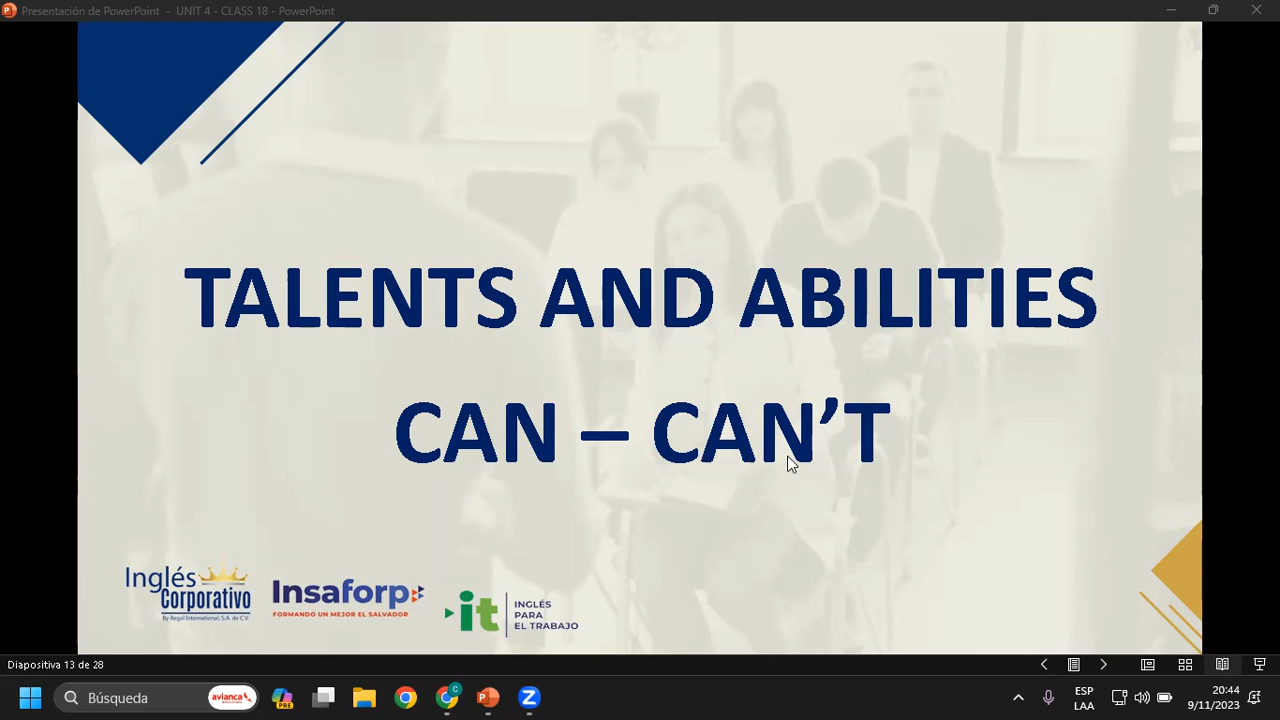 Presentación de PowerPoint - UNIT 4 - CLASS 18 - PowerPoint
TALENTS AND ABILITIES
CAN – CAN’T
Inglés
Corporativo
By Regal International, S.A. de C.V.
Insaforp
FORMANDO UN MEJOR EL SALVADOR
it
INGLÉS
PARA
EL TRABAJO
Diapositiva 13 de 28
Búsqueda
avianca
PRE
C
ESP
LAA
20:44
9/11/2023